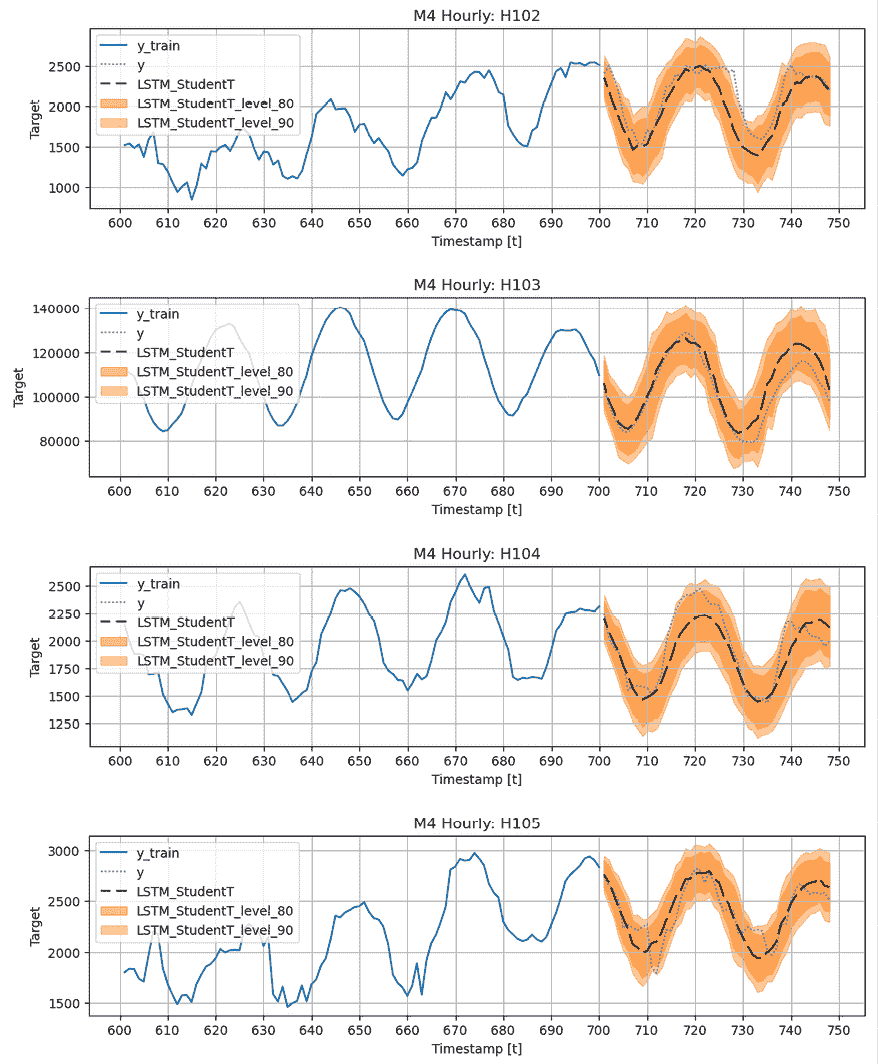 M4 Hourly: H102
Target
2500
2000
1500
1000
y_train
y
LSTM_StudentT
LSTM_StudentT_level_80
LSTM_StudentT_level_90
600 610 620 630 640 650 660 670 680 690 700 710 720 730 740 750
Timestamp [t]
M4 Hourly: H103
Target
140000
120000
100000
80000
y_train
y
LSTM_StudentT
LSTM_StudentT_level_80
LSTM_StudentT_level_90
600 610 620 630 640 650 660 670 680 690 700 710 720 730 740 750
Timestamp [t]
M4 Hourly: H104
Target
2500
2250
2000
1750
1500
1250
y_train
y
LSTM_StudentT
LSTM_StudentT_level_80
LSTM_StudentT_level_90
600 610 620 630 640 650 660 670 680 690 700 710 720 730 740 750
Timestamp [t]
M4 Hourly: H105
Target
3000
2500
2000
1500
y_train
y
LSTM_StudentT
LSTM_StudentT_level_80
LSTM_StudentT_level_90
600 610 620 630 640 650 660 670 680 690 700 710 720 730 740 750
Timestamp [t]